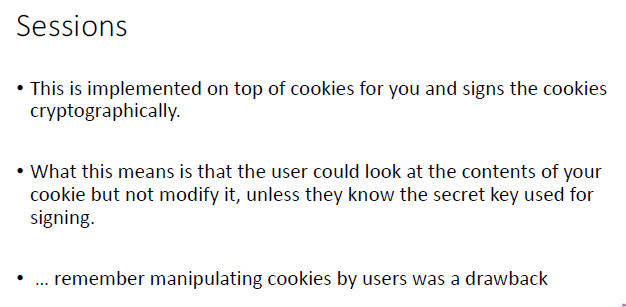 Sessions
• This is implemented on top of cookies for you and signs the cookies
cryptographically.
• What this means is that the user could look at the contents of your
cookie but not modify it, unless they know the secret key used for
signing.
• … remember manipulating cookies by users was a drawback